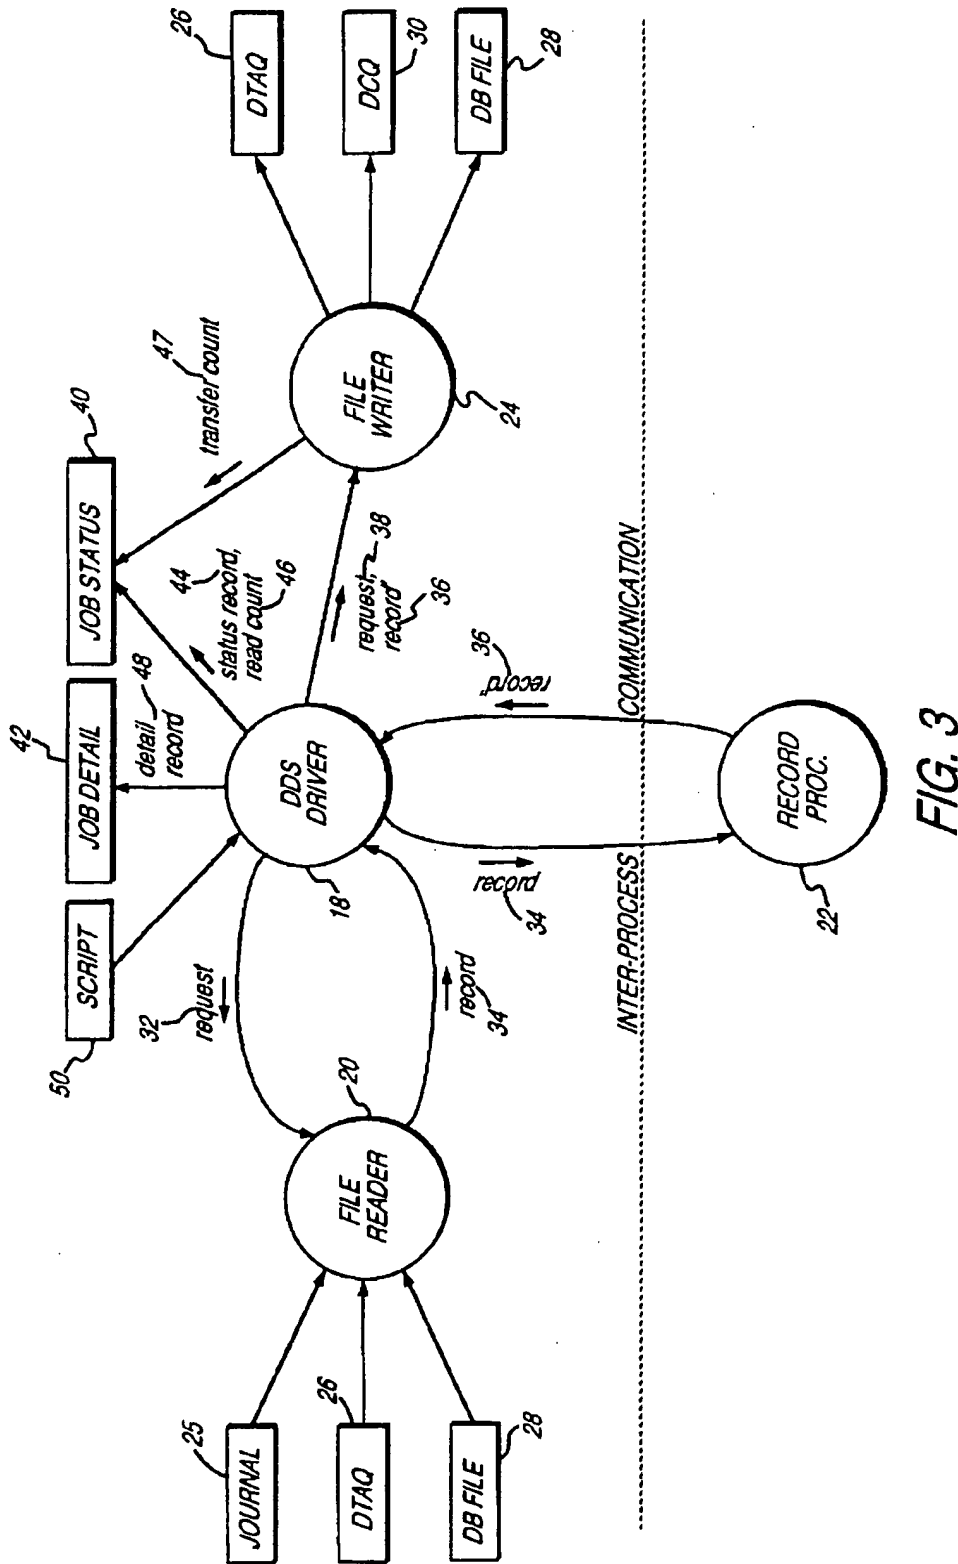 SCRIPT
50
JOB DETAIL
42
JOB STATUS
40
detail
record
48
44
status record,
read count
46
47
transfer count
JOURNAL
25
DTAQ
26
DB FILE
28
FILE
READER
20
32
request
record
34
DDS
DRIVER
18
request,
record"
38
36
FILE
WRITER
24
DTAQ
26
DCQ
30
DB FILE
28
record
34
record"
36
INTER-PROCESS COMMUNICATION
RECORD
PROC.
22
FIG. 3